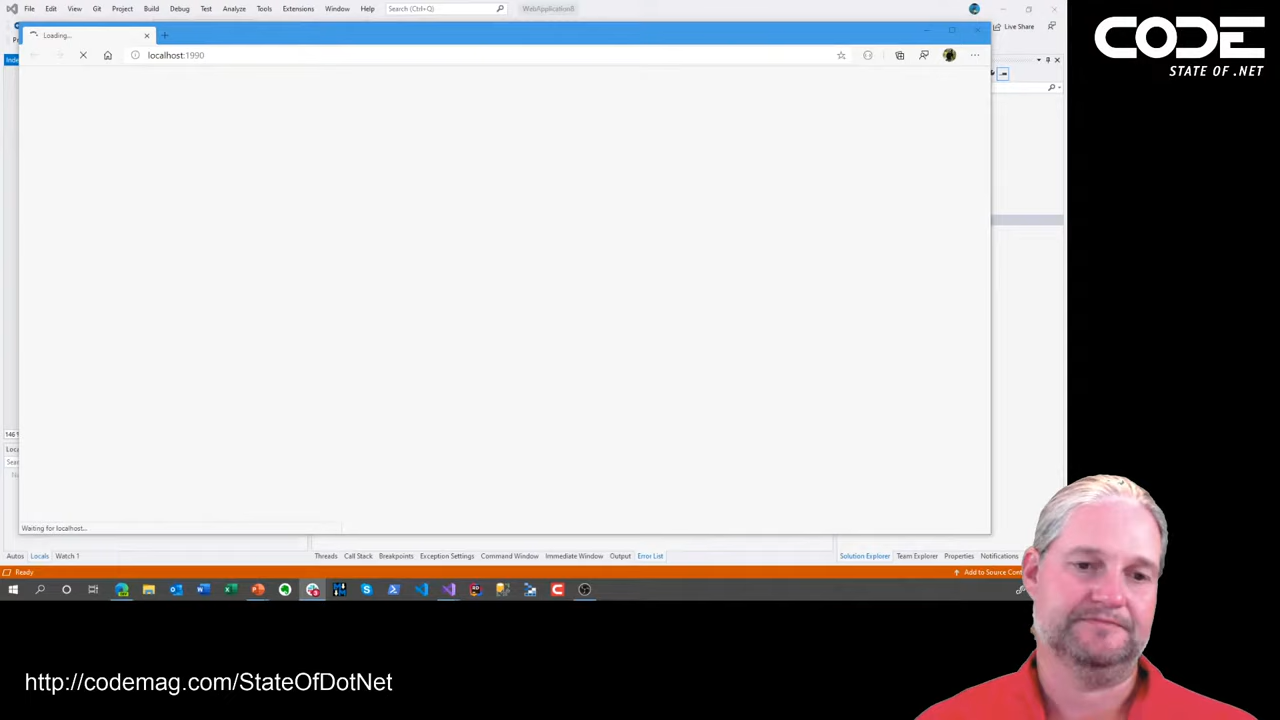 File Edit View Git Project Build Debug Test Analyze Tools Extensions Window Help Search (Ctrl+Q) WebApplication8
Live Share
Loading...
localhost:1990
CODE
STATE OF .NET
146
Waiting for localhost...
Autos Locals Watch 1 Threads Call Stack Breakpoints Exception Settings Command Window Immediate Window Output Error List Solution Explorer Team Explorer Properties Notifications
Ready Add to Source Cont
http://codemag.com/StateOfDotNet